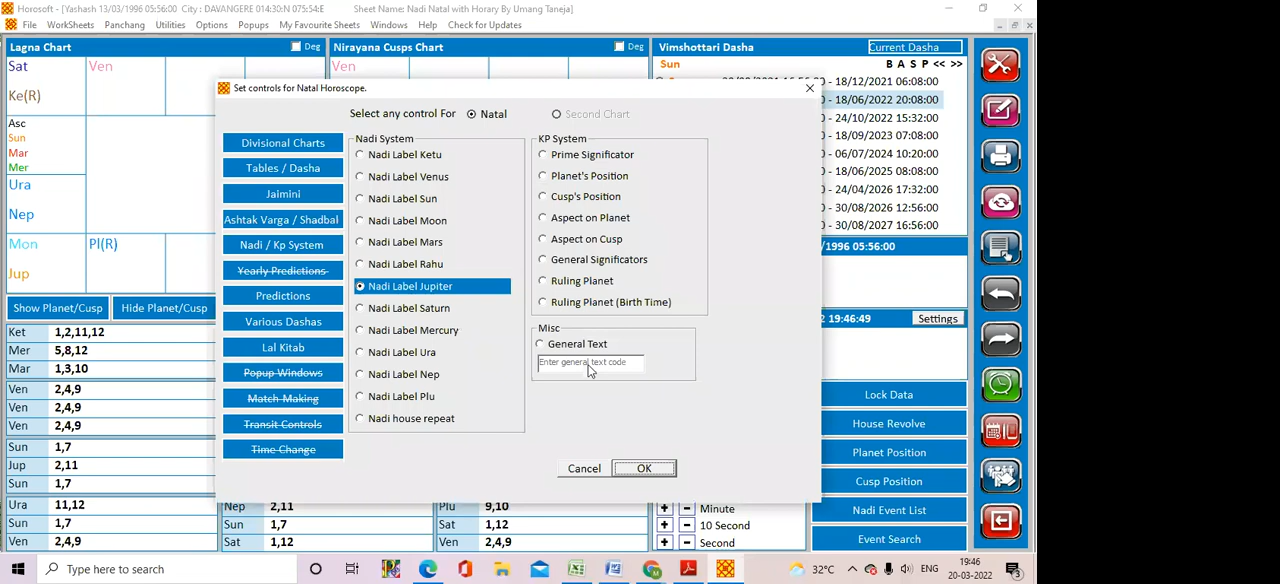 Horosoft - [Yashash 13/03/1996 05:56:00 City : DAVANGERE 014:30:N 075:54:E Sheet Name: Nadi Natal with Horary By Umang Taneja]
File WorkSheets Panchang Utilities Options Popups My Favourite Sheets Windows Help Check for Updates
Lagna Chart Deg Nirayana Cusps Chart Deg Vimshottari Dasha Current Dasha
Sat Ven Ven Sun B A S P << >>
Ke(R)
Asc
Sun
Mar
Mer
Ura
Nep
Mon Pl(R)
Jup
Show Planet/Cusp Hide Planet/Cusp
Ket 1,2,11,12
Mer 5,8,12
Mar 1,3,10
Ven 2,4,9
Ven 2,4,9
Ven 2,4,9
Sun 1,7
Jup 2,11
Sun 1,7
Ura 11,12 Nep 2,11 Plu 9,10
Sun 1,7 Sun 1,7 Sat 1,12
Ven 2,4,9 Sat 1,12 Ven 2,4,9
Set controls for Natal Horoscope.
Select any control For Natal Second Chart
Divisional Charts
Tables / Dasha
Jaimini
Ashtak Varga / Shadbal
Nadi / Kp System
Yearly Predictions
Predictions
Various Dashas
Lal Kitab
Popup Windows
Match Making
Transit Controls
Time Change
Nadi System
Nadi Label Ketu
Nadi Label Venus
Nadi Label Sun
Nadi Label Moon
Nadi Label Mars
Nadi Label Rahu
Nadi Label Jupiter
Nadi Label Saturn
Nadi Label Mercury
Nadi Label Ura
Nadi Label Nep
Nadi Label Plu
Nadi house repeat
KP System
Prime Significator
Planet's Position
Cusp's Position
Aspect on Planet
Aspect on Cusp
General Significators
Ruling Planet
Ruling Planet (Birth Time)
Misc
General Text
Enter general text code
Cancel OK
- 18/12/2021 06:08:00
- 18/06/2022 20:08:00
- 24/10/2022 15:32:00
- 18/09/2023 07:08:00
- 06/07/2024 10:20:00
- 18/06/2025 08:08:00
- 24/04/2026 17:32:00
- 30/08/2026 12:56:00
- 30/08/2027 16:56:00
/1996 05:56:00
2 19:46:49 Settings
Lock Data
House Revolve
Planet Position
Cusp Position
Nadi Event List
Event Search
+ - Minute
+ - 10 Second
+ - Second
Type here to search
32°C ENG 19:46
20-03-2022 3